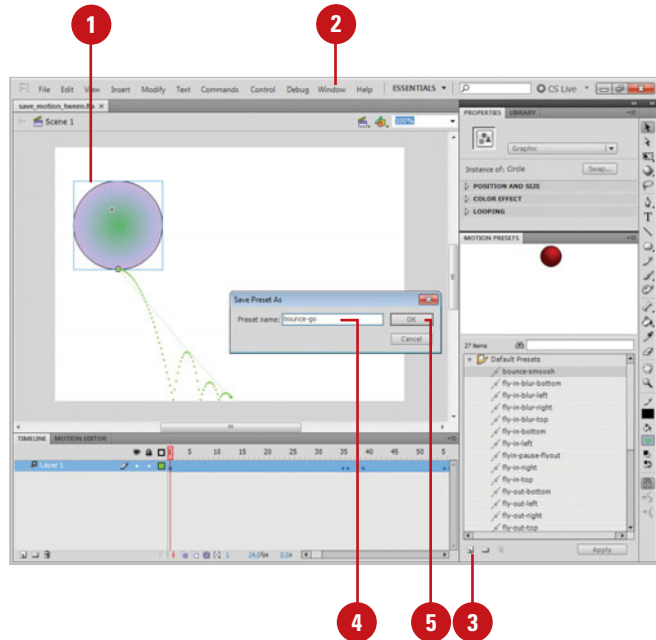 1
2
Fl File Edit View Insert Modify Text Commands Control Debug Window Help ESSENTIALS CS Live
save_motion_tween.fla
Scene 1
100%
PROPERTIES LIBRARY
Graphic
Instance of: Circle Swap...
POSITION AND SIZE
COLOR EFFECT
LOOPING
MOTION PRESETS
Save Preset As
Preset name: bounce-go OK
Cancel
27 items
Default Presets
bounce-smoosh
fly-in-blur-bottom
fly-in-blur-left
fly-in-blur-right
fly-in-blur-top
fly-in-bottom
fly-in-left
flyin-pause-flyout
fly-in-right
fly-in-top
fly-out-bottom
fly-out-left
fly-out-right
fly-out-top
Apply
TIMELINE MOTION EDITOR
5 10 15 20 25 30 35 40 45 50 5
Layer 1
1 24.0fps 0.0s
4
5
3